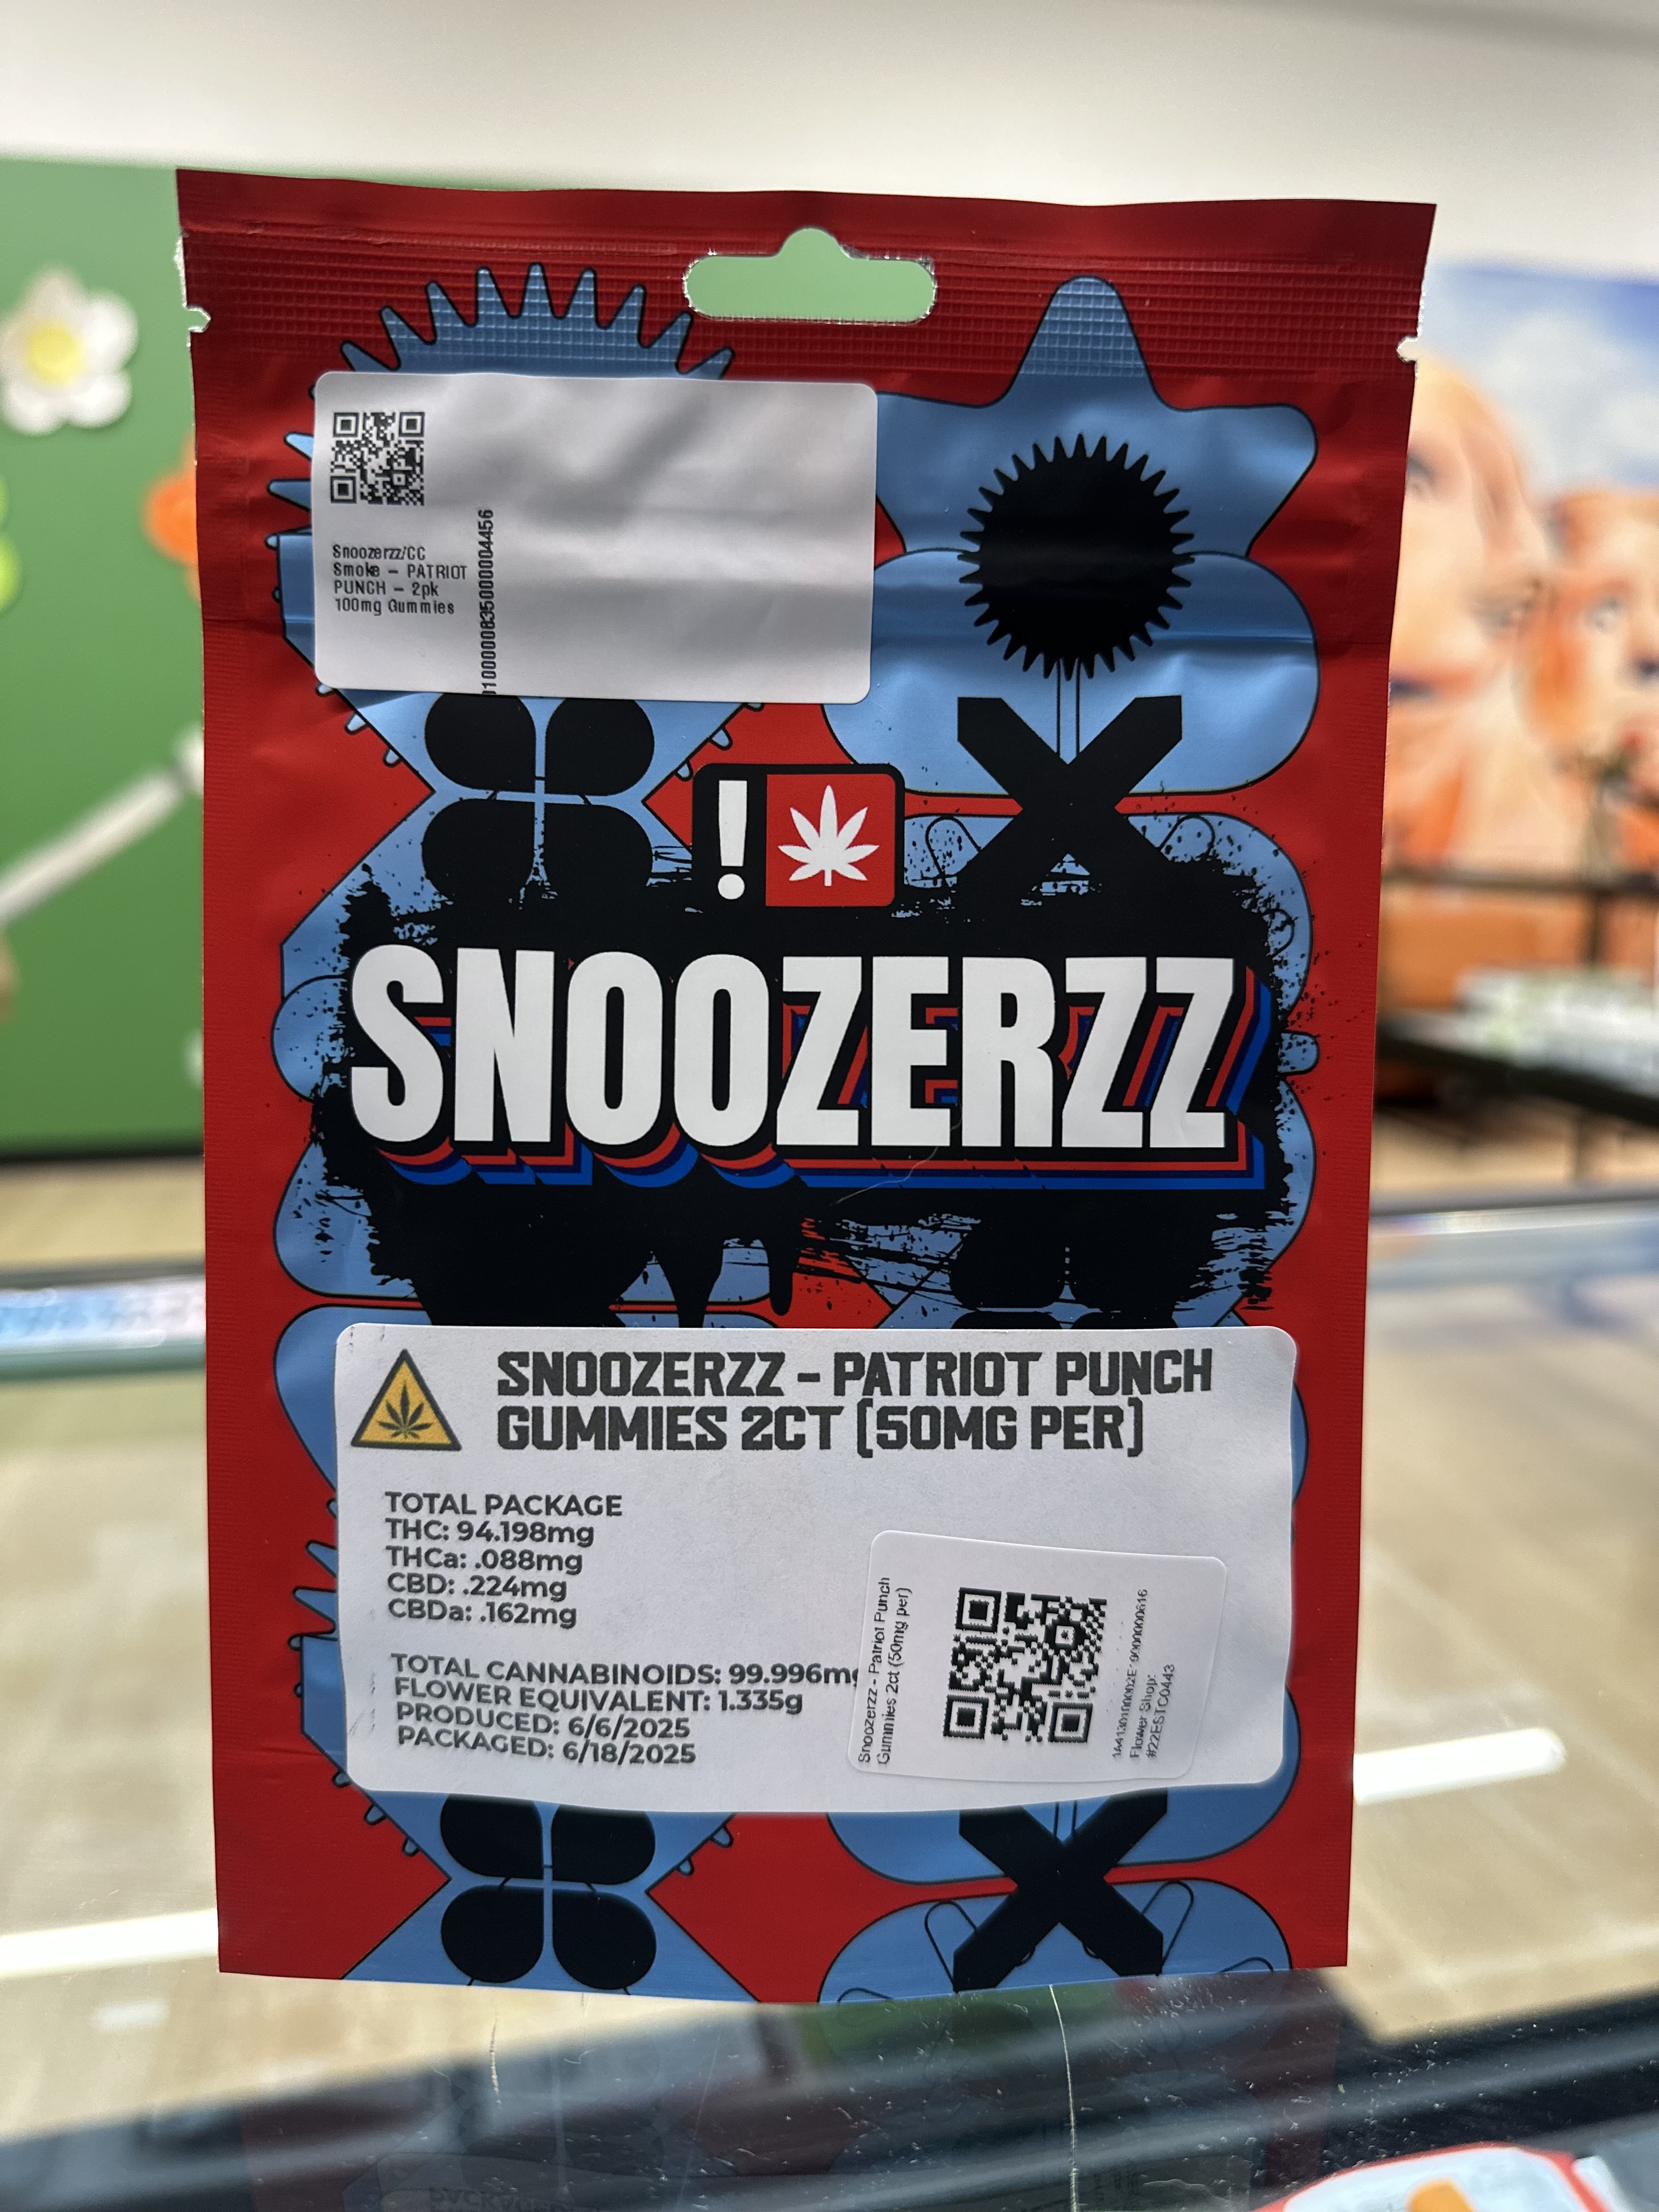 Snoozerzz/CC
Smoke - PATRIOT
PUNCH - 2pk
100mg Gummies
!
SNOOZERZZ
SNOOZERZZ - PATRIOT PUNCH
GUMMIES 2CT (50MG PER)
TOTAL PACKAGE
THC: 94.198mg
THCa: .088mg
CBD: .224mg
CBDa: .162mg
TOTAL CANNABINOIDS: 99.996mg
FLOWER EQUIVALENT: 1.335g
PRODUCED: 6/6/2025
PACKAGED: 6/18/2025
Snoozerzz - Patriot Punch
Gummies 2ct (50mg per)
Flower Shop: